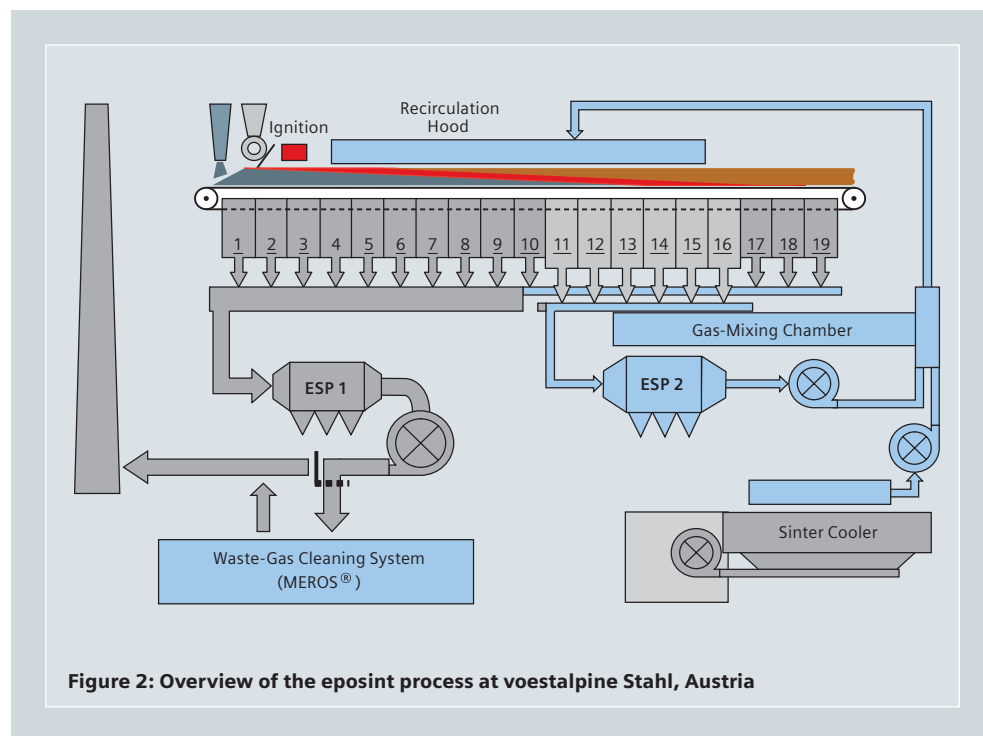 Recirculation
Hood
Ignition
1 2 3 4 5 6 7 8 9 10 11 12 13 14 15 16 17 18 19
Gas-Mixing Chamber
ESP 1
ESP 2
Sinter Cooler
Waste-Gas Cleaning System
(MEROS®)
Figure 2: Overview of the eposint process at voestalpine Stahl, Austria